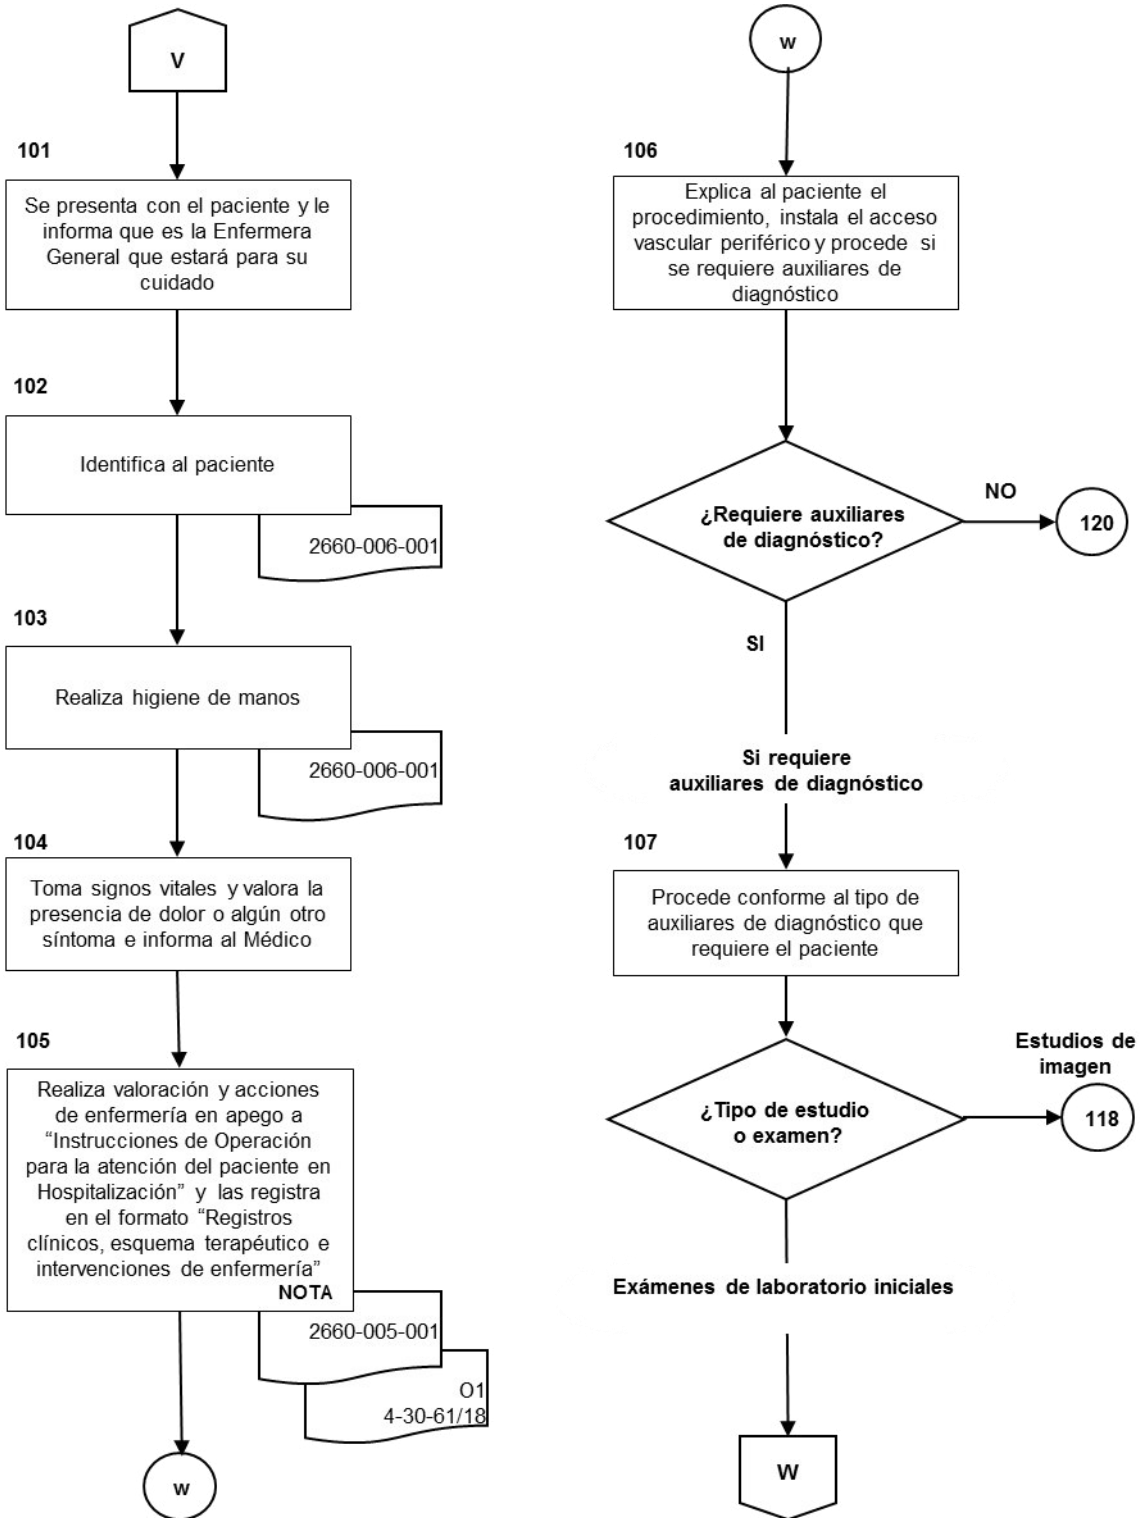 V
101
Se presenta con el paciente y le
informa que es la Enfermera
General que estará para su
cuidado
102
Identifica al paciente
2660-006-001
103
Realiza higiene de manos
2660-006-001
104
Toma signos vitales y valora la
presencia de dolor o algún otro
síntoma e informa al Médico
105
Realiza valoración y acciones
de enfermería en apego a
“Instrucciones de Operación
para la atención del paciente en
Hospitalización” y las registra
en el formato “Registros
clínicos, esquema terapéutico e
intervenciones de enfermería”
NOTA
2660-005-001
O1
4-30-61/18
w
w
106
Explica al paciente el
procedimiento, instala el acceso
vascular periférico y procede si
se requiere auxiliares de
diagnóstico
¿Requiere auxiliares
de diagnóstico?
NO
120
SI
Si requiere
auxiliares de diagnóstico
107
Procede conforme al tipo de
auxiliares de diagnóstico que
requiere el paciente
¿Tipo de estudio
o examen?
Estudios de
imagen
118
Exámenes de laboratorio iniciales
W